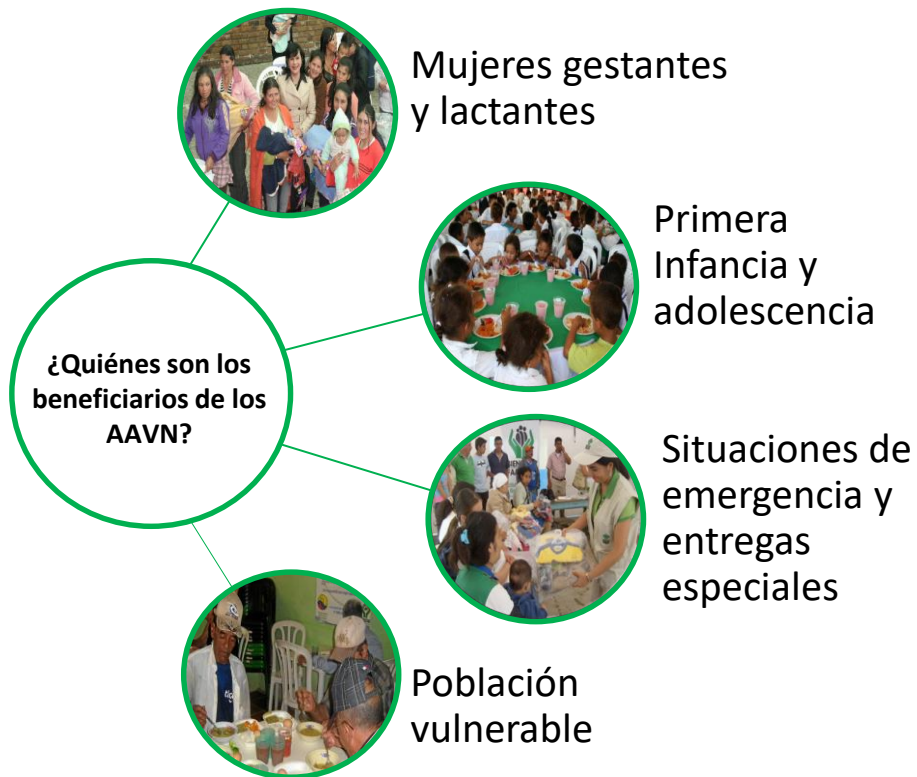 Mujeres gestantes
y lactantes
Primera
Infancia y
adolescencia
¿Quiénes son los
beneficiarios de los
AAVN?
Situaciones de
emergencia y
entregas
especiales
Población
vulnerable